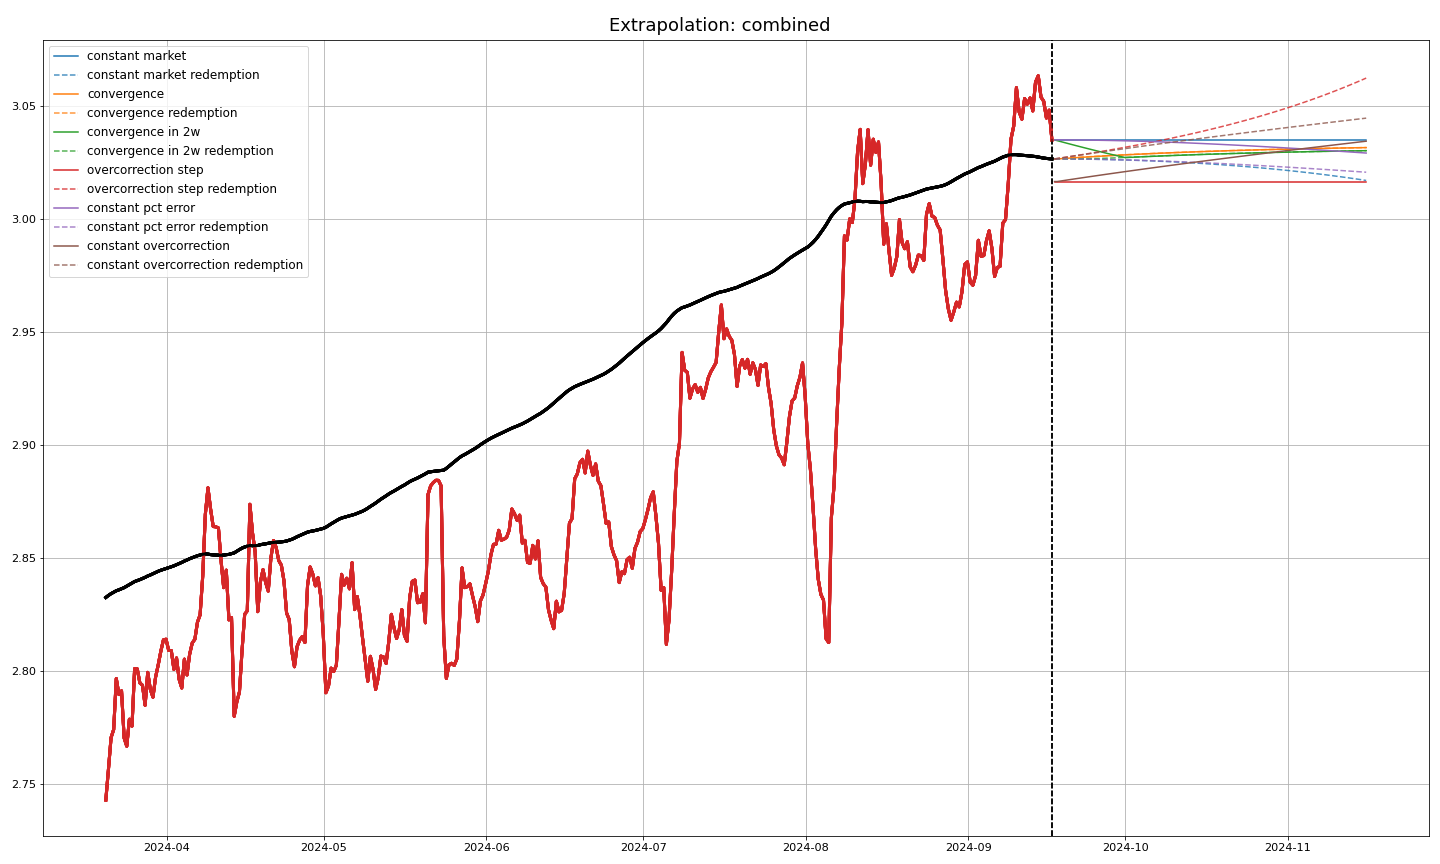 Extrapolation: combined
constant market
constant market redemption
convergence
convergence redemption
convergence in 2w
convergence in 2w redemption
overcorrection step
overcorrection step redemption
constant pct error
constant pct error redemption
constant overcorrection
constant overcorrection redemption
3.05
3.00
2.95
2.90
2.85
2.80
2.75
2024-04 2024-05 2024-06 2024-07 2024-08 2024-09 2024-10 2024-11